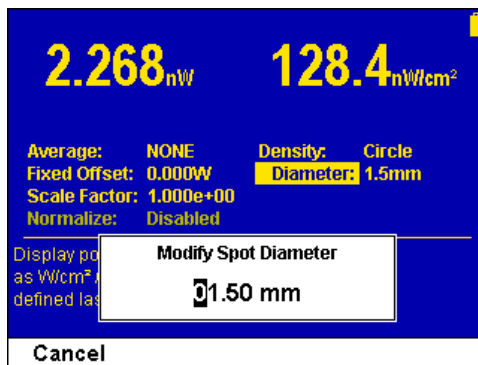 2.268nW 128.4nW/cm²
Average: NONE Density: Circle
Fixed Offset: 0.000W Diameter: 1.5mm
Scale Factor: 1.000e+00
Normalize: Disabled
Display po
as W/cm²
defined las
Modify Spot Diameter
01.50 mm
Cancel